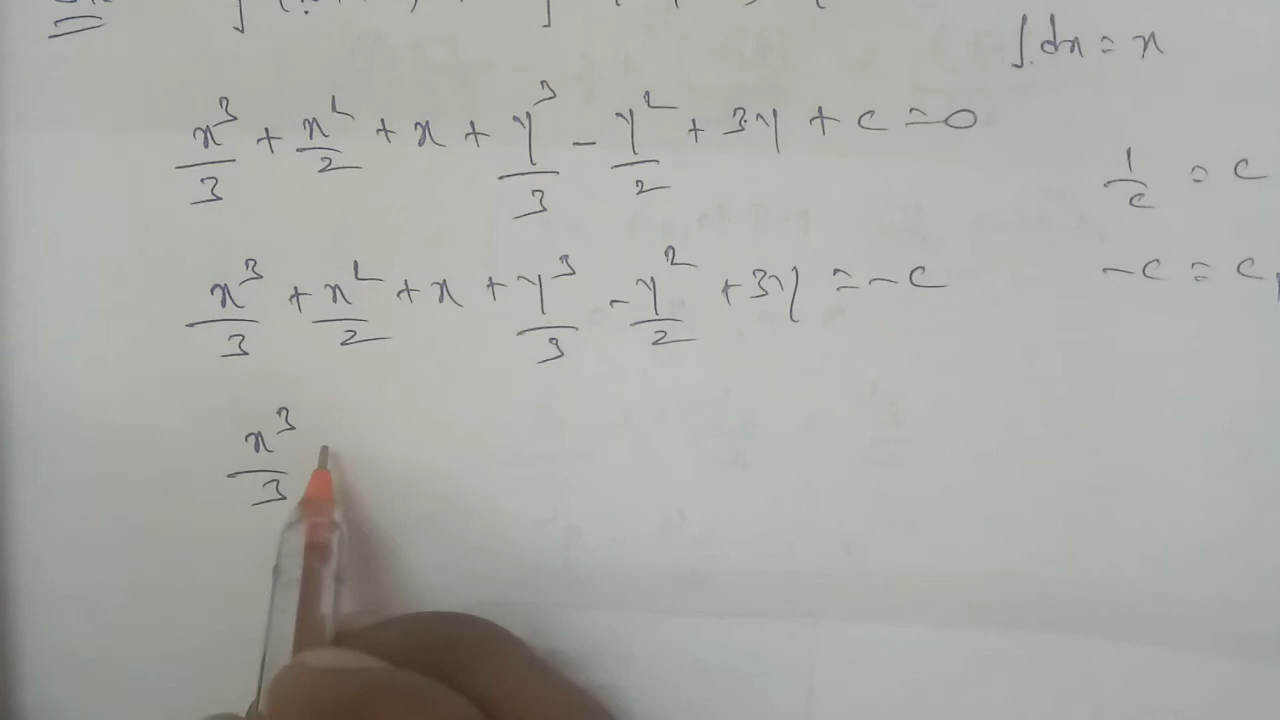 ∫dx = x
x³/3 + x²/2 + x + y³/3 - y²/2 + 3y + c = 0
1/c = c
x³/3 + x²/2 + x + y³/3 - y²/2 + 3y = -c
-c = c
x³/3